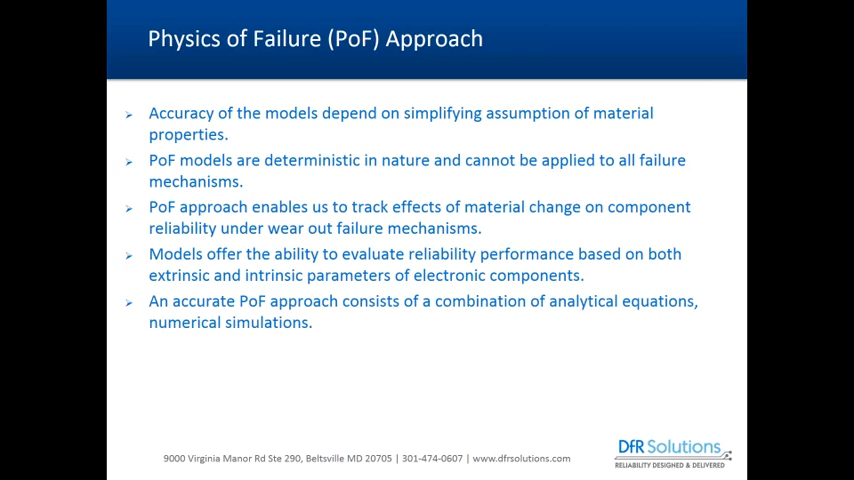 Physics of Failure (PoF) Approach
Accuracy of the models depend on simplifying assumption of material
properties.
PoF models are deterministic in nature and cannot be applied to all failure
mechanisms.
PoF approach enables us to track effects of material change on component
reliability under wear out failure mechanisms.
Models offer the ability to evaluate reliability performance based on both
extrinsic and intrinsic parameters of electronic components.
An accurate PoF approach consists of a combination of analytical equations,
numerical simulations.
9000 Virginia Manor Rd Ste 290, Beltsville MD 20705 | 301-474-0607 | www.dfrsolutions.com
DfR Solutions
RELIABILITY DESIGNED & DELIVERED